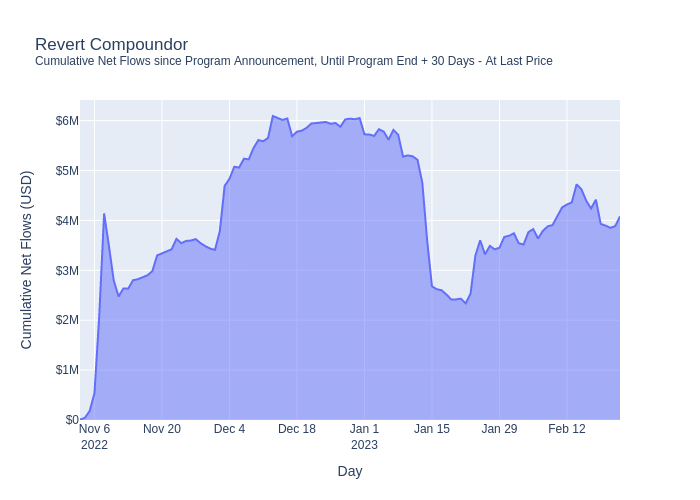 Revert Compoundor
Cumulative Net Flows since Program Announcement, Until Program End + 30 Days - At Last Price
Cumulative Net Flows (USD)
$6M
$5M
$4M
$3M
$2M
$1M
$0
Nov 6 Nov 20 Dec 4 Dec 18 Jan 1 Jan 15 Jan 29 Feb 12
2022 2023
Day